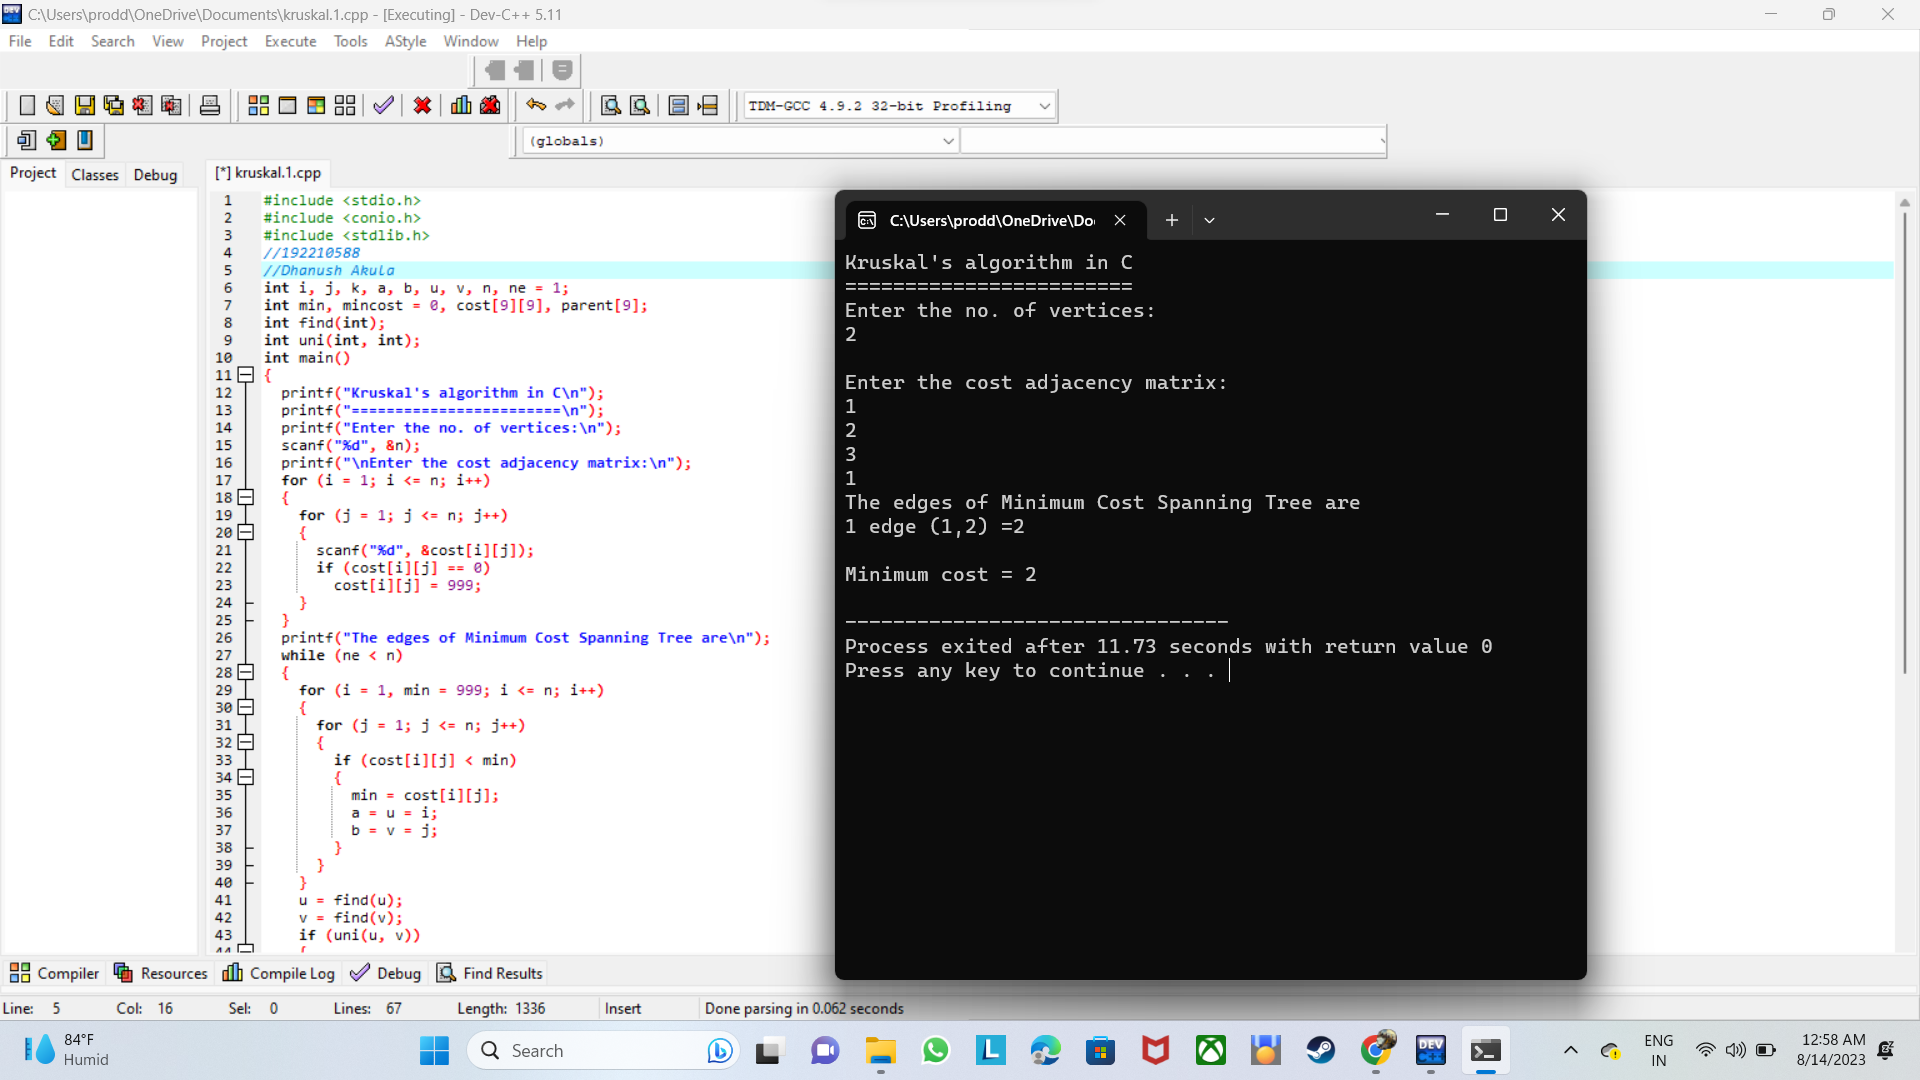 C:\Users\prodd\OneDrive\Documents\kruskal.1.cpp - [Executing] - Dev-C++ 5.11
File Edit Search View Project Execute Tools AStyle Window Help
TDM-GCC 4.9.2 32-bit Profiling
(globals)
Project Classes Debug
[*] kruskal.1.cpp
1 #include <stdio.h>
2 #include <conio.h>
3 #include <stdlib.h>
4 //192210588
5 //Dhanush Akula
6 int i, j, k, a, b, u, v, n, ne = 1;
7 int min, mincost = 0, cost[9][9], parent[9];
8 int find(int);
9 int uni(int, int);
10 int main()
11 {
12 printf("Kruskal's algorithm in C\n");
13 printf("========================\n");
14 printf("Enter the no. of vertices:\n");
15 scanf("%d", &n);
16 printf("\nEnter the cost adjacency matrix:\n");
17 for (i = 1; i <= n; i++)
18 {
19 for (j = 1; j <= n; j++)
20 {
21 scanf("%d", &cost[i][j]);
22 if (cost[i][j] == 0)
23 cost[i][j] = 999;
24 }
25 }
26 printf("The edges of Minimum Cost Spanning Tree are\n");
27 while (ne < n)
28 {
29 for (i = 1, min = 999; i <= n; i++)
30 {
31 for (j = 1; j <= n; j++)
32 {
33 if (cost[i][j] < min)
34 {
35 min = cost[i][j];
36 a = u = i;
37 b = v = j;
38 }
39 }
40 }
41 u = find(u);
42 v = find(v);
43 if (uni(u, v))
44 {
C:\Users\prodd\OneDrive\Do
Kruskal's algorithm in C
========================
Enter the no. of vertices:
2
Enter the cost adjacency matrix:
1
2
3
1
The edges of Minimum Cost Spanning Tree are
1 edge (1,2) =2
Minimum cost = 2
--------------------------------
Process exited after 11.73 seconds with return value 0
Press any key to continue . . .
Compiler Resources Compile Log Debug Find Results
Line: 5 Col: 16 Sel: 0 Lines: 67 Length: 1336 Insert Done parsing in 0.062 seconds
84°F
Humid
Search
ENG
IN
12:58 AM
8/14/2023